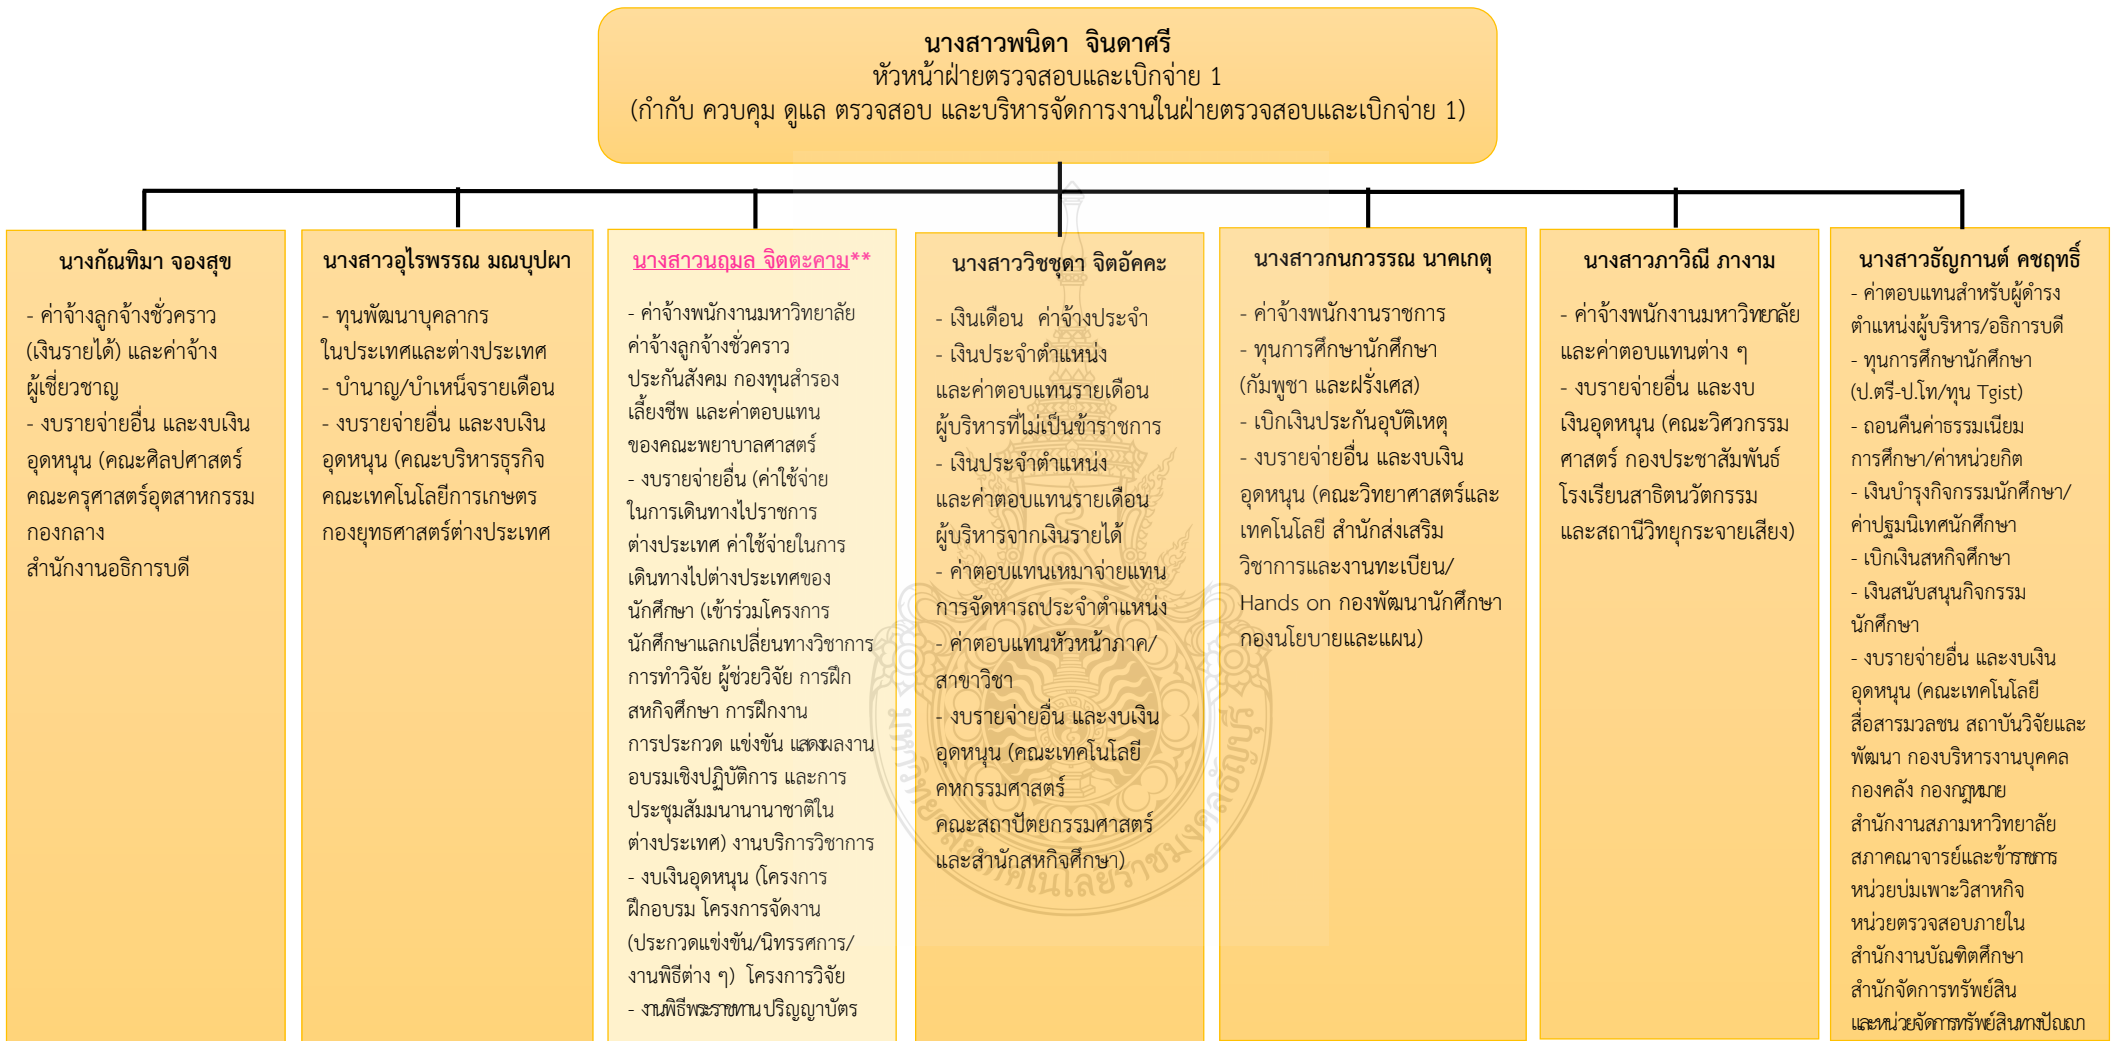 นางสาวพนิดา  จินดาศรี
หัวหน้าฝ่ายตรวจสอบและเบิกจ่าย 1
(กำกับ ควบคุม ดูแล ตรวจสอบ และบริหารจัดการงานในฝ่ายตรวจสอบและเบิกจ่าย 1)
นางกัณทิมา จองสุข
- ค่าจ้างลูกจ้างชั่วคราว
(เงินรายได้) และค่าจ้าง
ผู้เชี่ยวชาญ
- งบรายจ่ายอื่น และงบเงิน
อุดหนุน (คณะศิลปศาสตร์
คณะครุศาสตร์อุตสาหกรรม
กองกลาง
สำนักงานอธิการบดี
นางสาวอุไรพรรณ มณบุปผา
- ทุนพัฒนาบุคลากร
ในประเทศและต่างประเทศ
- บำนาญ/บำเหน็จรายเดือน
- งบรายจ่ายอื่น และงบเงิน
อุดหนุน (คณะบริหารธุรกิจ
คณะเทคโนโลยีการเกษตร
กองยุทธศาสตร์ต่างประเทศ
นางสาวนฤมล จิตตะคาม**
- ค่าจ้างพนักงานมหาวิทยาลัย
ค่าจ้างลูกจ้างชั่วคราว
ประกันสังคม กองทุนสำรอง
เลี้ยงชีพ และค่าตอบแทน
ของคณะพยาบาลศาสตร์
- งบรายจ่ายอื่น (ค่าใช้จ่าย
ในการเดินทางไปราชการ
ต่างประเทศ ค่าใช้จ่ายในการ
เดินทางไปต่างประเทศของ
นักศึกษา (เข้าร่วมโครงการ
นักศึกษาแลกเปลี่ยนทางวิชาการ
การทำวิจัย ผู้ช่วยวิจัย การฝึก
สหกิจศึกษา การฝึกงาน
การประกวด แข่งขัน แสดงผลงาน
อบรมเชิงปฏิบัติการ และการ
ประชุมสัมมนานานาชาติใน
ต่างประเทศ) งานบริการวิชาการ
- งบเงินอุดหนุน (โครงการ
ฝึกอบรม โครงการจัดงาน
(ประกวดแข่งขัน/นิทรรศการ/
งานพิธีต่าง ๆ)  โครงการวิจัย
- งานพิธีพระราชทานปริญญาบัตร
นางสาววิชชุดา จิตอัคคะ
- เงินเดือน  ค่าจ้างประจำ
- เงินประจำตำแหน่ง
และค่าตอบแทนรายเดือน
ผู้บริหารที่ไม่เป็นข้าราชการ
- เงินประจำตำแหน่ง
และค่าตอบแทนรายเดือน
ผู้บริหารจากเงินรายได้
- ค่าตอบแทนเหมาจ่ายแทน
การจัดหารถประจำตำแหน่ง
- ค่าตอบแทนหัวหน้าภาค/
สาขาวิชา
- งบรายจ่ายอื่น และงบเงิน
อุดหนุน (คณะเทคโนโลยี
คหกรรมศาสตร์
คณะสถาปัตยกรรมศาสตร์
และสำนักสหกิจศึกษา)
นางสาวกนกวรรณ นาคเกตุ
- ค่าจ้างพนักงานราชการ
- ทุนการศึกษานักศึกษา
(กัมพูชา และฝรั่งเศส)
- เบิกเงินประกันอุบัติเหตุ
- งบรายจ่ายอื่น และงบเงิน
อุดหนุน (คณะวิทยาศาสตร์และ
เทคโนโลยี สำนักส่งเสริม
วิชาการและงานทะเบียน/
Hands on กองพัฒนานักศึกษา
กองนโยบายและแผน)
นางสาวภาวิณี ภางาม
- ค่าจ้างพนักงานมหาวิทยาลัย
และค่าตอบแทนต่าง ๆ
- งบรายจ่ายอื่น และงบ
เงินอุดหนุน (คณะวิศวกรรม
ศาสตร์ กองประชาสัมพันธ์
โรงเรียนสาธิตนวัตกรรม
และสถานีวิทยุกระจายเสียง)
นางสาวธัญกานต์ คชฤทธิ์
- ค่าตอบแทนสำหรับผู้ดำรง
ตำแหน่งผู้บริหาร/อธิการบดี
- ทุนการศึกษานักศึกษา
(ป.ตรี-ป.โท/ทุน Tgist)
- ถอนคืนค่าธรรมเนียม
การศึกษา/ค่าหน่วยกิต
- เงินบำรุงกิจกรรมนักศึกษา/
ค่าปฐมนิเทศนักศึกษา
- เบิกเงินสหกิจศึกษา
- เงินสนับสนุนกิจกรรม
นักศึกษา
- งบรายจ่ายอื่น และงบเงิน
อุดหนุน (คณะเทคโนโลยี
สื่อสารมวลชน สถาบันวิจัยและ
พัฒนา กองบริหารงานบุคคล
กองคลัง กองกฎหมาย
สำนักงานสภามหาวิทยาลัย
สภาคณาจารย์และข้าราชการ
หน่วยบ่มเพาะวิสาหกิจ
หน่วยตรวจสอบภายใน
สำนักงานบัณฑิตศึกษา
สำนักจัดการทรัพย์สิน
และหน่วยจัดการทรัพย์สินทางปัญญา
มหาวิทยาลัยเทคโนโลยีราชมงคลธัญบุรี